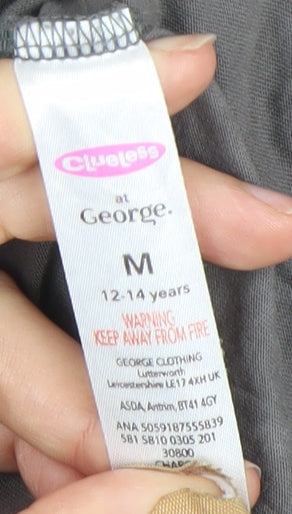 Clueless
at
George.
M
12-14 years
WARNING
KEEP AWAY FROM FIRE
GEORGE CLOTHING
Lutterworth
Leicestershire LE17 4XH UK
ASDA, Antrim, BT41 4GY
ANA 5059187555839
581 5810 0305 201
30800